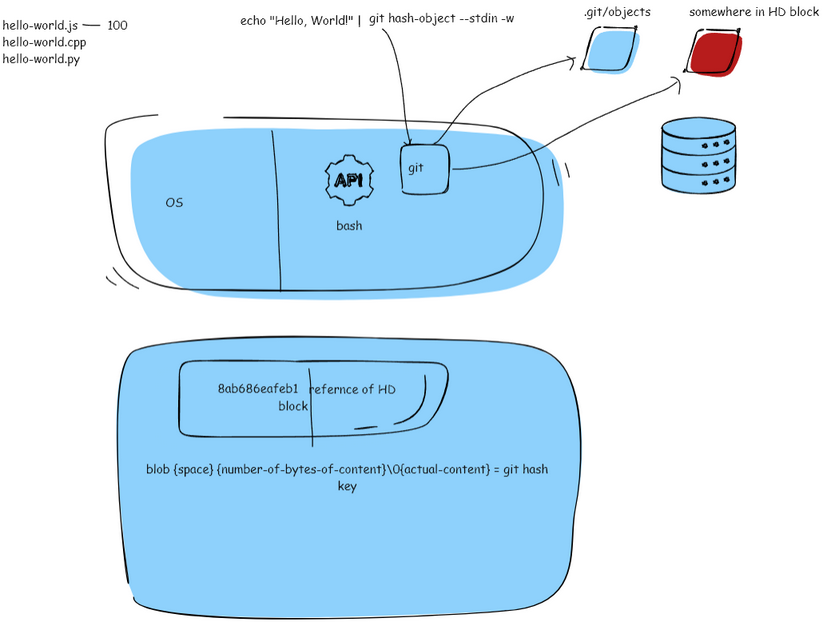 hello-world.js 100
hello-world.cpp
hello-world.py
echo "Hello, World!" | git hash-object --stdin -w
.git/objects
somewhere in HD block
OS
API
bash
git
8ab686eafeb1 refernce of HD
block
blob {space} {number-of-bytes-of-content}\0{actual-content} = git hash
key